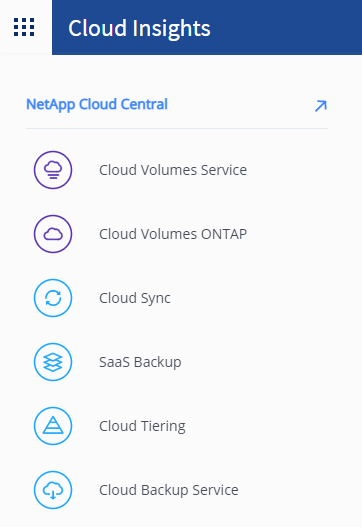 Cloud Insights
NetApp Cloud Central
Cloud Volumes Service
Cloud Volumes ONTAP
Cloud Sync
SaaS Backup
Cloud Tiering
Cloud Backup Service